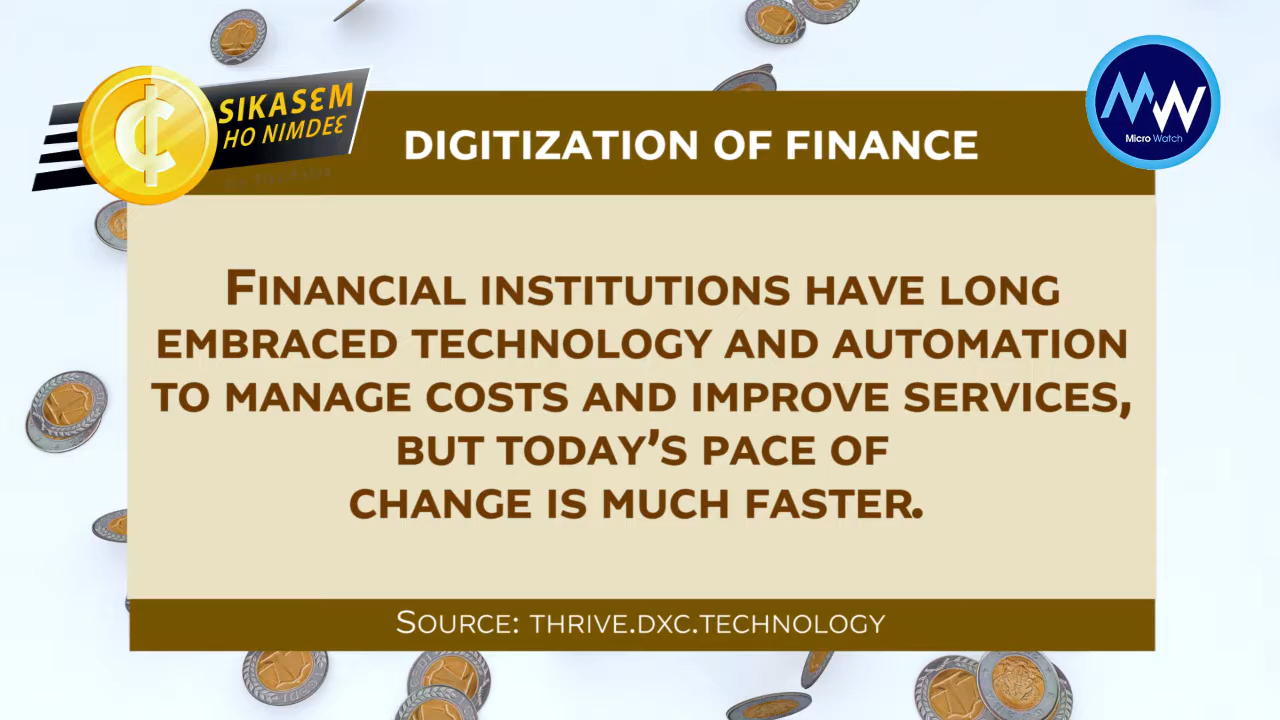 SIKASƐM
HO NIMDEƐ
MW
Micro Watch
DIGITIZATION OF FINANCE
FINANCIAL INSTITUTIONS HAVE LONG
EMBRACED TECHNOLOGY AND AUTOMATION
TO MANAGE COSTS AND IMPROVE SERVICES,
BUT TODAY'S PACE OF
CHANGE IS MUCH FASTER.
SOURCE: THRIVE.DXC.TECHNOLOGY